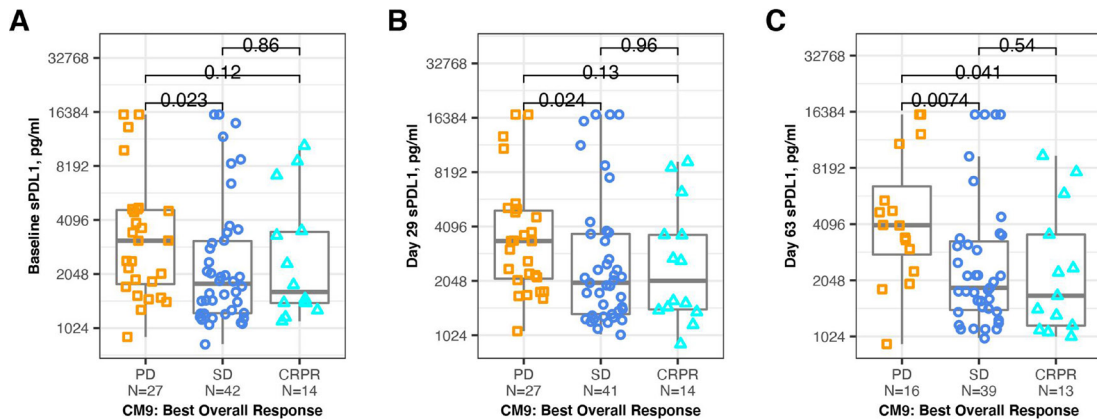 A
Baseline sPDL1, pg/ml
32768
16384
8192
4096
2048
1024
0.86
0.12
0.023
PD SD CRPR
N=27 N=42 N=14
CM9: Best Overall Response
B
Day 29 sPDL1, pg/ml
32768
16384
8192
4096
2048
1024
0.96
0.13
0.024
PD SD CRPR
N=27 N=41 N=14
CM9: Best Overall Response
C
Day 63 sPDL1, pg/ml
32768
16384
8192
4096
2048
1024
0.54
0.041
0.0074
PD SD CRPR
N=16 N=39 N=13
CM9: Best Overall Response